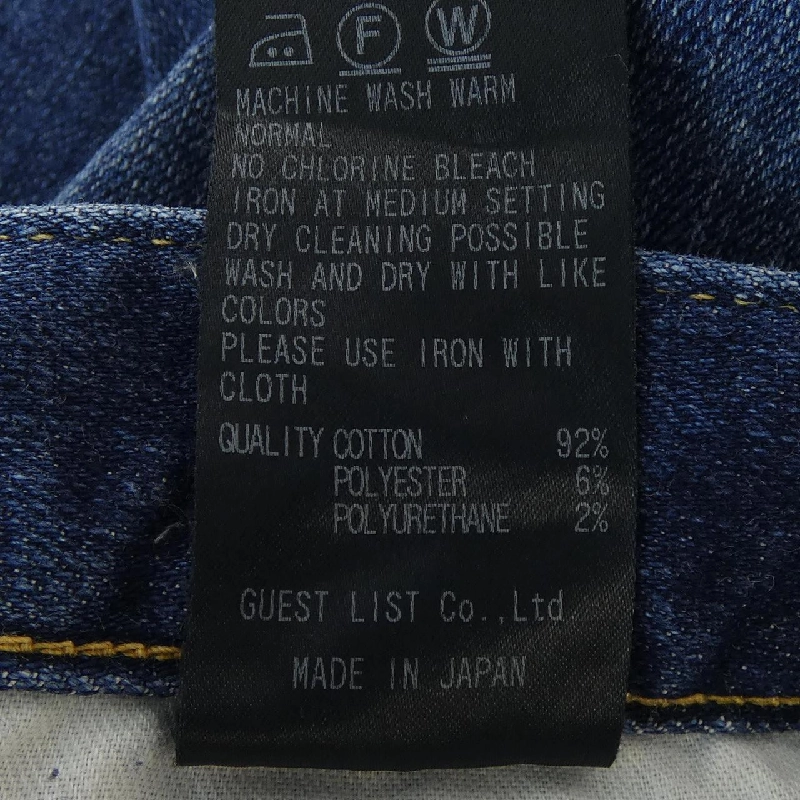 F W
MACHINE WASH WARM
NORMAL
NO CHLORINE BLEACH
IRON AT MEDIUM SETTING
DRY CLEANING POSSIBLE
WASH AND DRY WITH LIKE
COLORS
PLEASE USE IRON WITH
CLOTH
QUALITY COTTON 92%
POLYESTER 6%
POLYURETHANE 2%
GUEST LIST Co.,Ltd.
MADE IN JAPAN